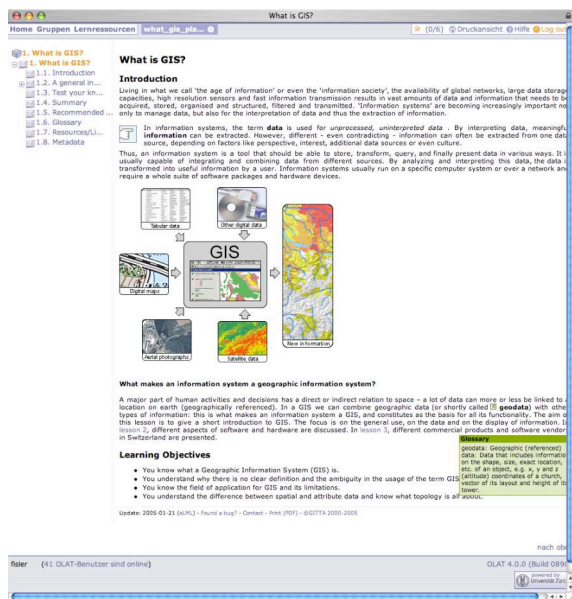 What is GIS?
Home Gruppen Lernressourcen what_gis_pla...
(0/6) Druckansicht Hilfe Log out
1. What is GIS?
1. What is GIS?
1.1. Introduction
1.2. A general in...
1.3. Test your kn...
1.4. Summary
1.5. Recommended ...
1.6. Glossary
1.7. Resources/Li...
1.8. Metadata
What is GIS?
Introduction
Living in what we call 'the age of information' or even the 'information society', the availability of global networks, large data storage
capacities, high resolution sensors and fast information transmission results in vast amounts of data and information that needs to be
acquired, stored, organised and structured, filtered and transmitted. 'Information systems' are becoming increasingly important no
only to manage data, but also for the interpretation of data and thus the extraction of information.
In information systems, the term data is used for unprocessed, uninterpreted data . By interpreting data, meaningfu
information can be extracted. However, different - even contradicting - information can often be extracted from one data
source, depending on factors like perspective, interest, additional data sources or even culture.
Thus, an information system is a tool that should be able to store, transform, query, and finally present data in various ways. It i
usually capable of integrating and combining data from different sources. By analyzing and interpreting this data, the data i
transformed into useful information by a user. Information systems usually run on a specific computer system or over a network and
require a whole suite of software packages and hardware devices.
Tabular data
Other digital data
GIS
Digital maps
Aerial photographs
Satellite data
New information
What makes an information system a geographic information system?
A major part of human activities and decisions has a direct or indirect relation to space – a lot of data can more or less be linked to a
location on earth (geographically referenced). In a GIS we can combine geographic data (or shortly called geodata) with othe
types of information: this is what makes an information system a GIS, and constitutes as the basis for all its functionality. The aim o
this lesson is to give a short introduction to GIS. The focus is on the general use, on the data and on the display of information. In
lesson 2, different aspects of software and hardware are discussed. In lesson 3, different commercial products and software vendor
in Switzerland are presented.
Glossary
geodata: Geographic (referenced)
data: Data that includes informatio
on the shape, size, exact location,
etc. of an object, e.g. x, y and z
(altitude) coordinates of a church,
vector of its layout and height of its
tower.
Learning Objectives
You know what a Geographic Information System (GIS) is.
You understand why there is no clear definition and the ambiguity in the usage of the term GIS
You know the field of application for GIS and its limitations.
You understand the difference between spatial and attribute data and know what topology is all about.
Update: 2005-01-21 (eLML) - Found a bug? - Contact - Print (PDF) - ©GITTA 2000-2005
nach obe
fisler (41 OLAT-Benutzer sind online)
OLAT 4.0.0 (Build 089
powered by
Universität Zür